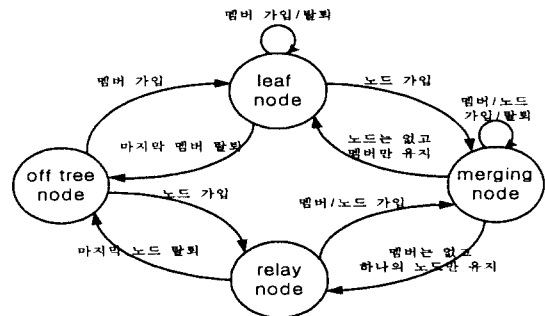 멤버 가입/탈퇴
leaf
node
멤버 가입
노드 가입
멤버/노드
가입/탈퇴
마지막 멤버 탈퇴
노드는 없고
멤버만 유지
off tree
node
merging
node
노드 가입
멤버/노드 가입
마지막 노드 탈퇴
멤버는 없고
하나의 노드만 유지
relay
node